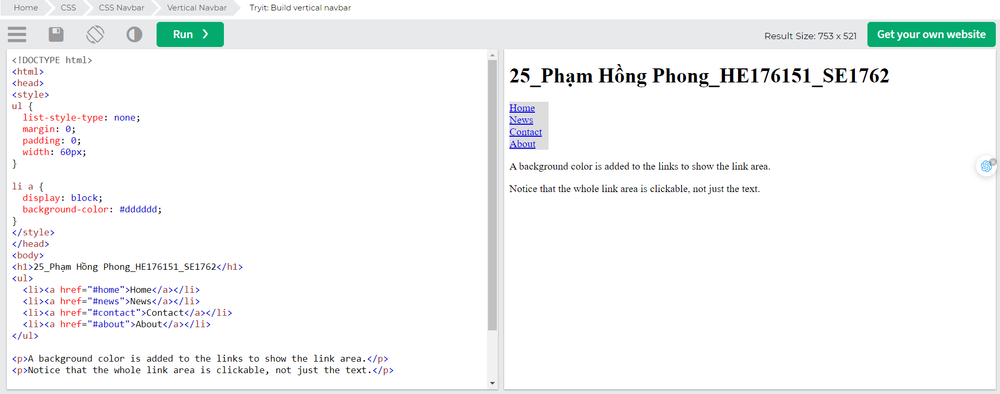 Home CSS CSS Navbar Vertical Navbar Tryit: Build vertical navbar
Run ❯ Result Size: 753 x 521 Get your own website
<!DOCTYPE html>
<html>
<head>
<style>
ul {
  list-style-type: none;
  margin: 0;
  padding: 0;
  width: 60px;
}

li a {
  display: block;
  background-color: #dddddd;
}
</style>
</head>
<body>
<h1>25_Phạm Hồng Phong_HE176151_SE1762</h1>
<ul>
  <li><a href="#home">Home</a></li>
  <li><a href="#news">News</a></li>
  <li><a href="#contact">Contact</a></li>
  <li><a href="#about">About</a></li>
</ul>

<p>A background color is added to the links to show the link area.</p>
<p>Notice that the whole link area is clickable, not just the text.</p>
25_Phạm Hồng Phong_HE176151_SE1762
Home
News
Contact
About
A background color is added to the links to show the link area.
Notice that the whole link area is clickable, not just the text.